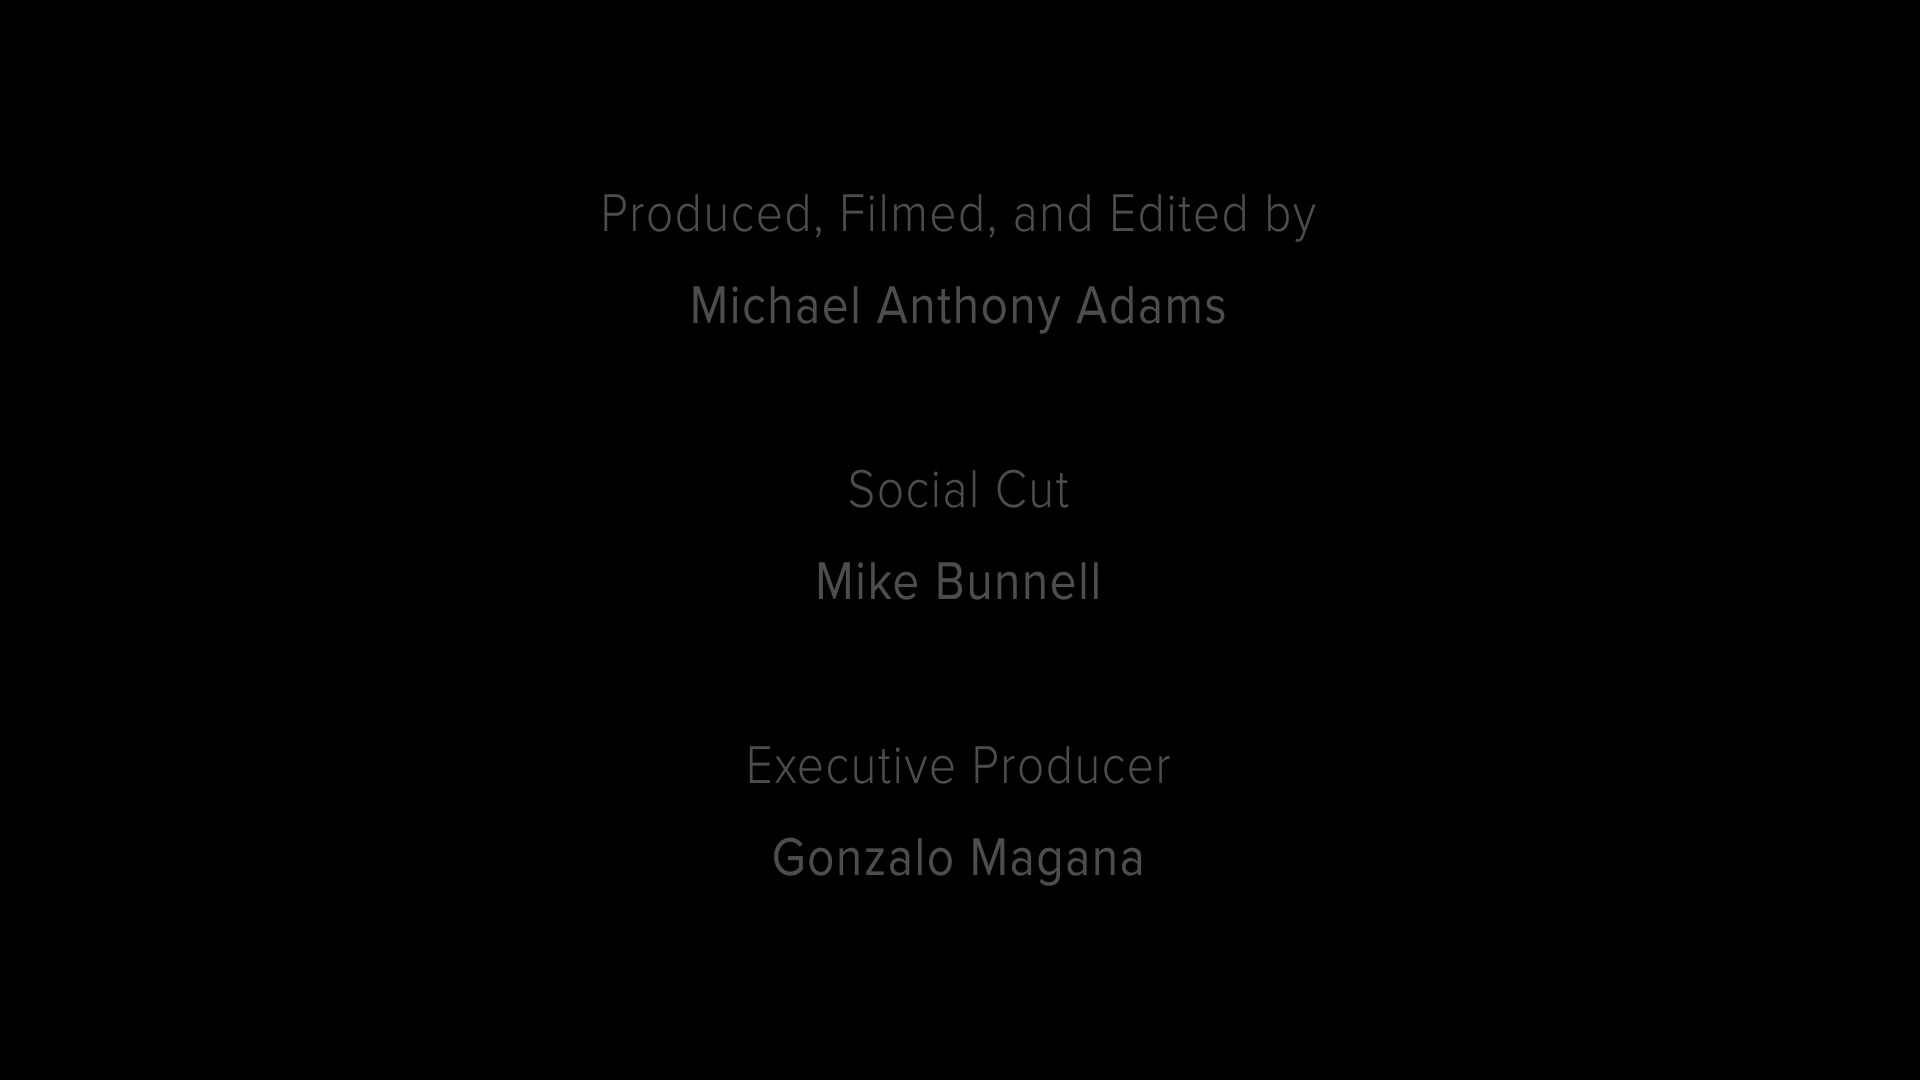 Produced, Filmed, and Edited by
Michael Anthony Adams
Social Cut
Mike Bunnell
Executive Producer
Gonzalo Magana